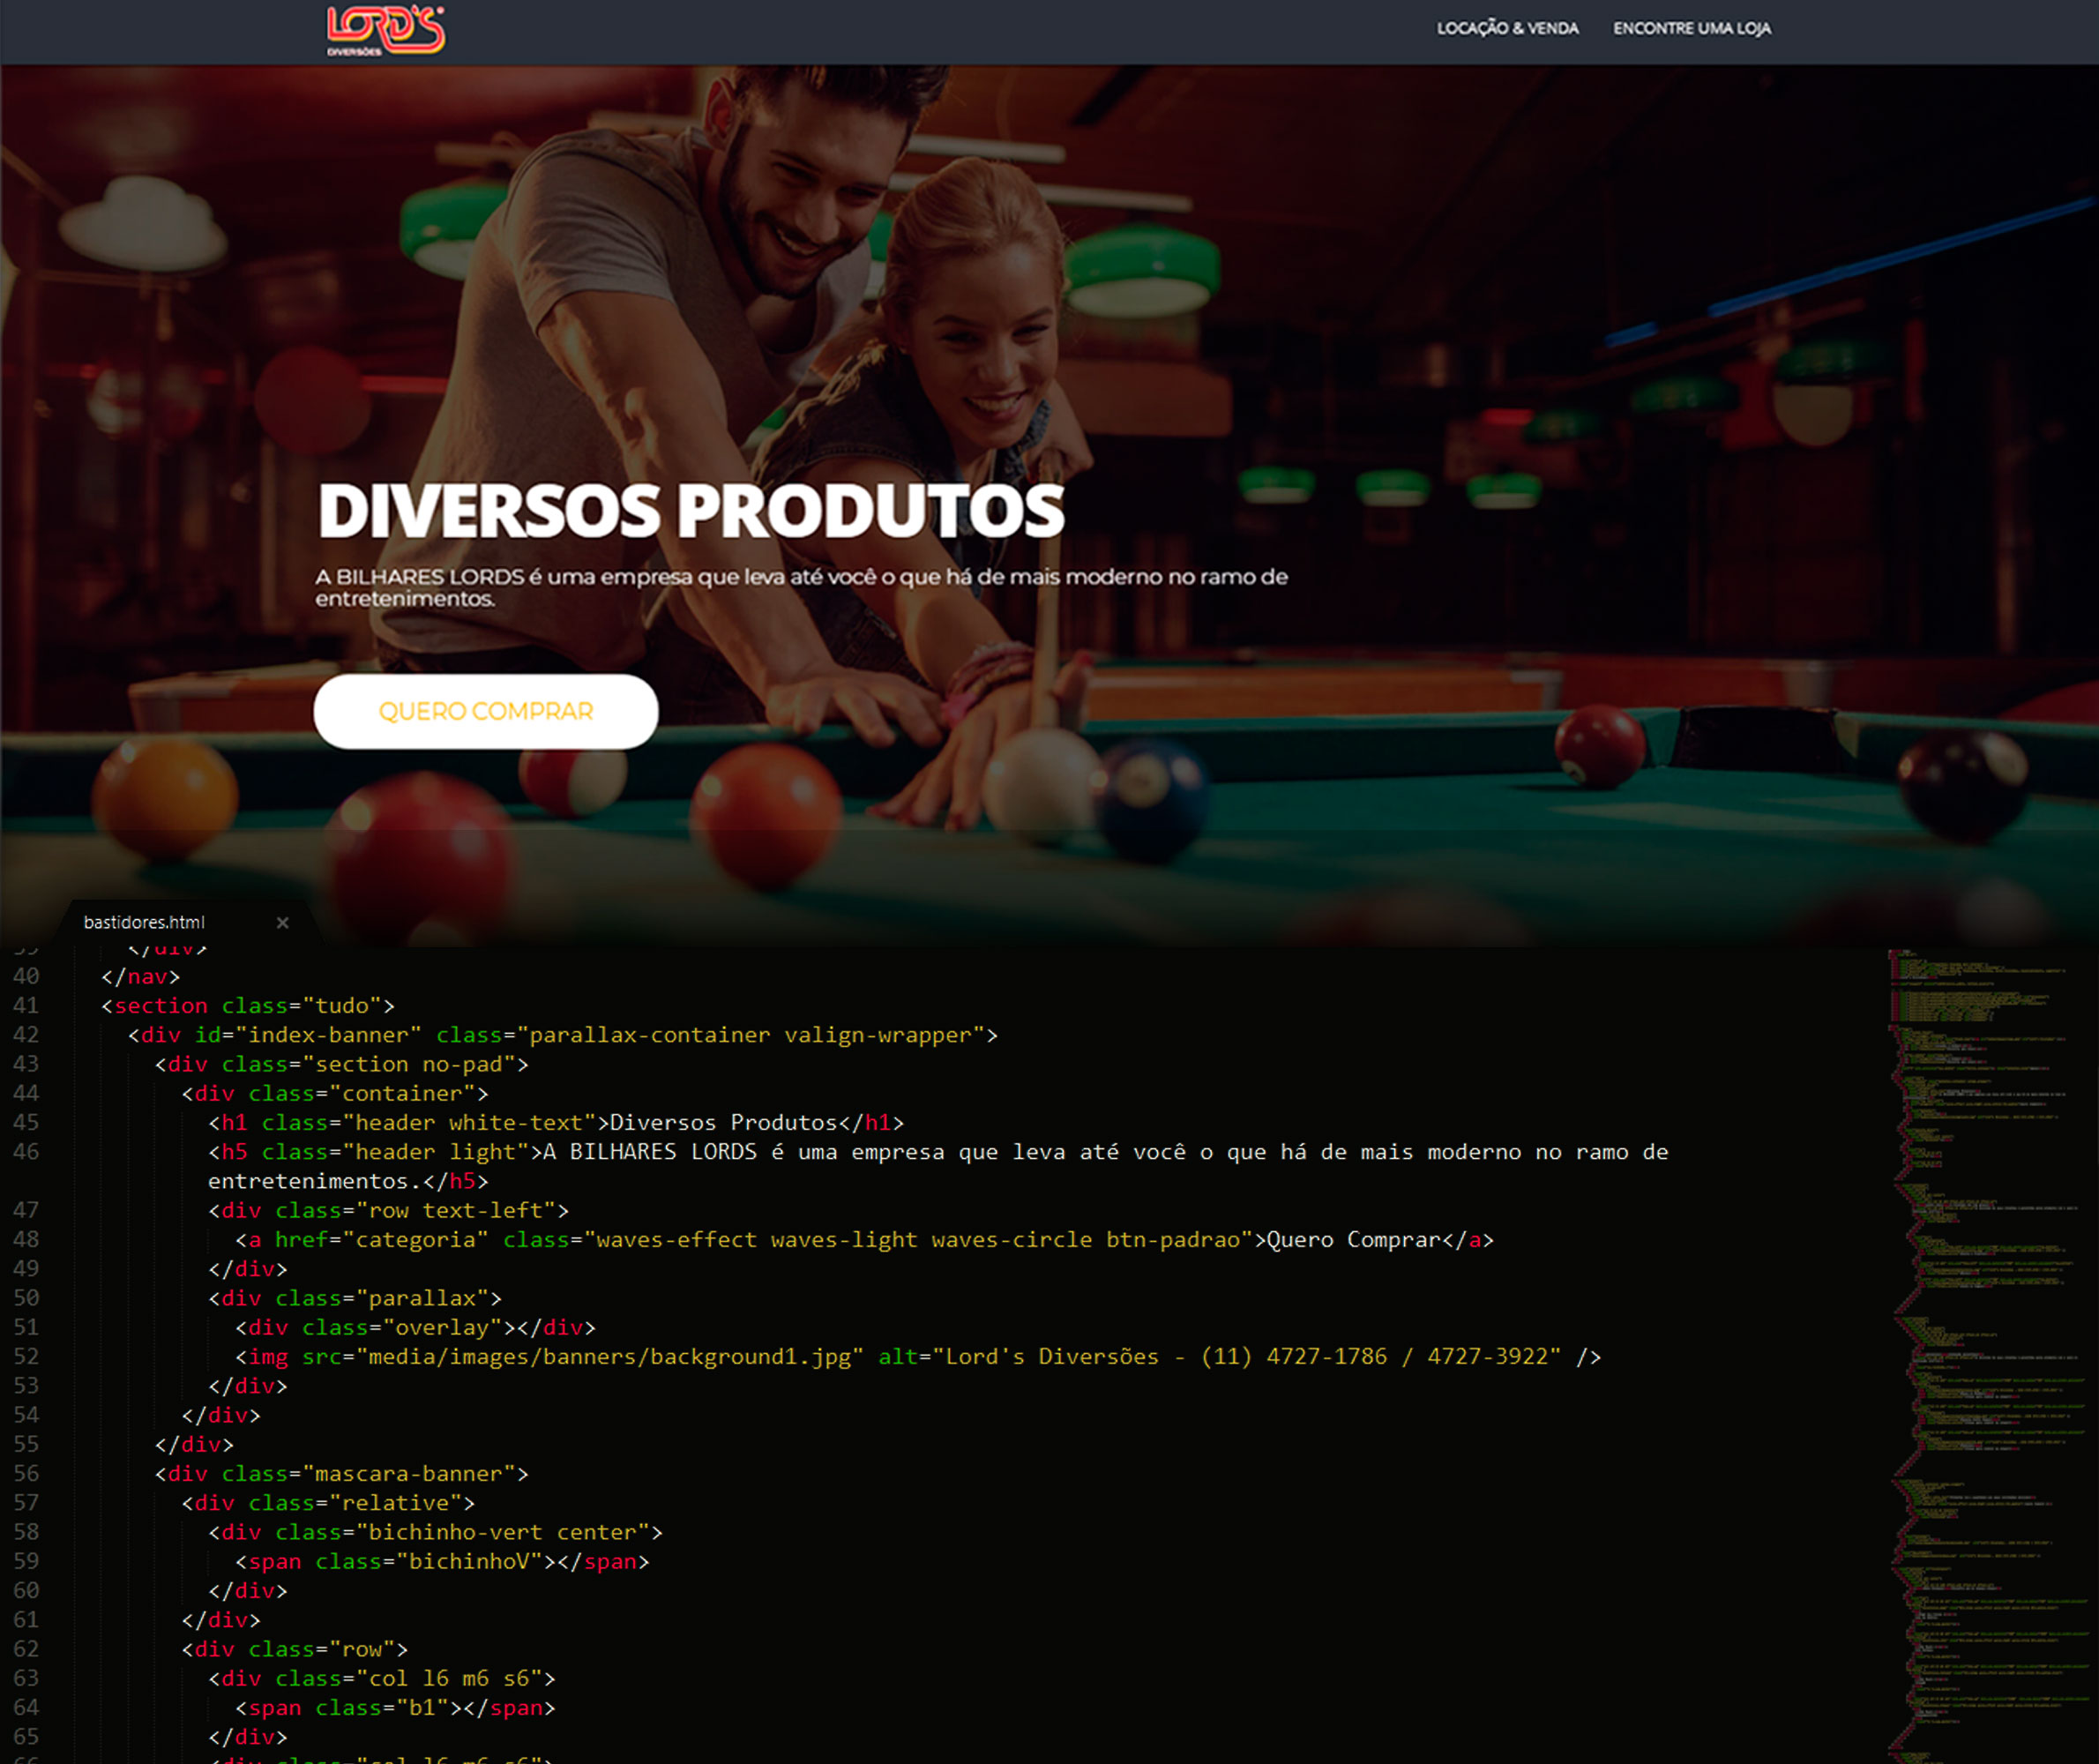 LORD'S
DIVERSÕES
LOCAÇÃO & VENDA
ENCONTRE UMA LOJA
DIVERSOS PRODUTOS
A BILHARES LORDS é uma empresa que leva até você o que há de mais moderno no ramo de
entretenimentos.
QUERO COMPRAR
bastidores.html ×
39 </div>
40 </nav>
41 <section class="tudo">
42 <div id="index-banner" class="parallax-container valign-wrapper">
43 <div class="section no-pad">
44 <div class="container">
45 <h1 class="header white-text">Diversos Produtos</h1>
46 <h5 class="header light">A BILHARES LORDS é uma empresa que leva até você o que há de mais moderno no ramo de
entretenimentos.</h5>
47 <div class="row text-left">
48 <a href="categoria" class="waves-effect waves-light waves-circle btn-padrao">Quero Comprar</a>
49 </div>
50 <div class="parallax">
51 <div class="overlay"></div>
52 <img src="media/images/banners/background1.jpg" alt="Lord's Diversões - (11) 4727-1786 / 4727-3922" />
53 </div>
54 </div>
55 </div>
56 <div class="mascara-banner">
57 <div class="relative">
58 <div class="bichinho-vert center">
59 <span class="bichinhoV"></span>
60 </div>
61 </div>
62 <div class="row">
63 <div class="col l6 m6 s6">
64 <span class="b1"></span>
65 </div>
66 <div class="col l6 m6 s6">